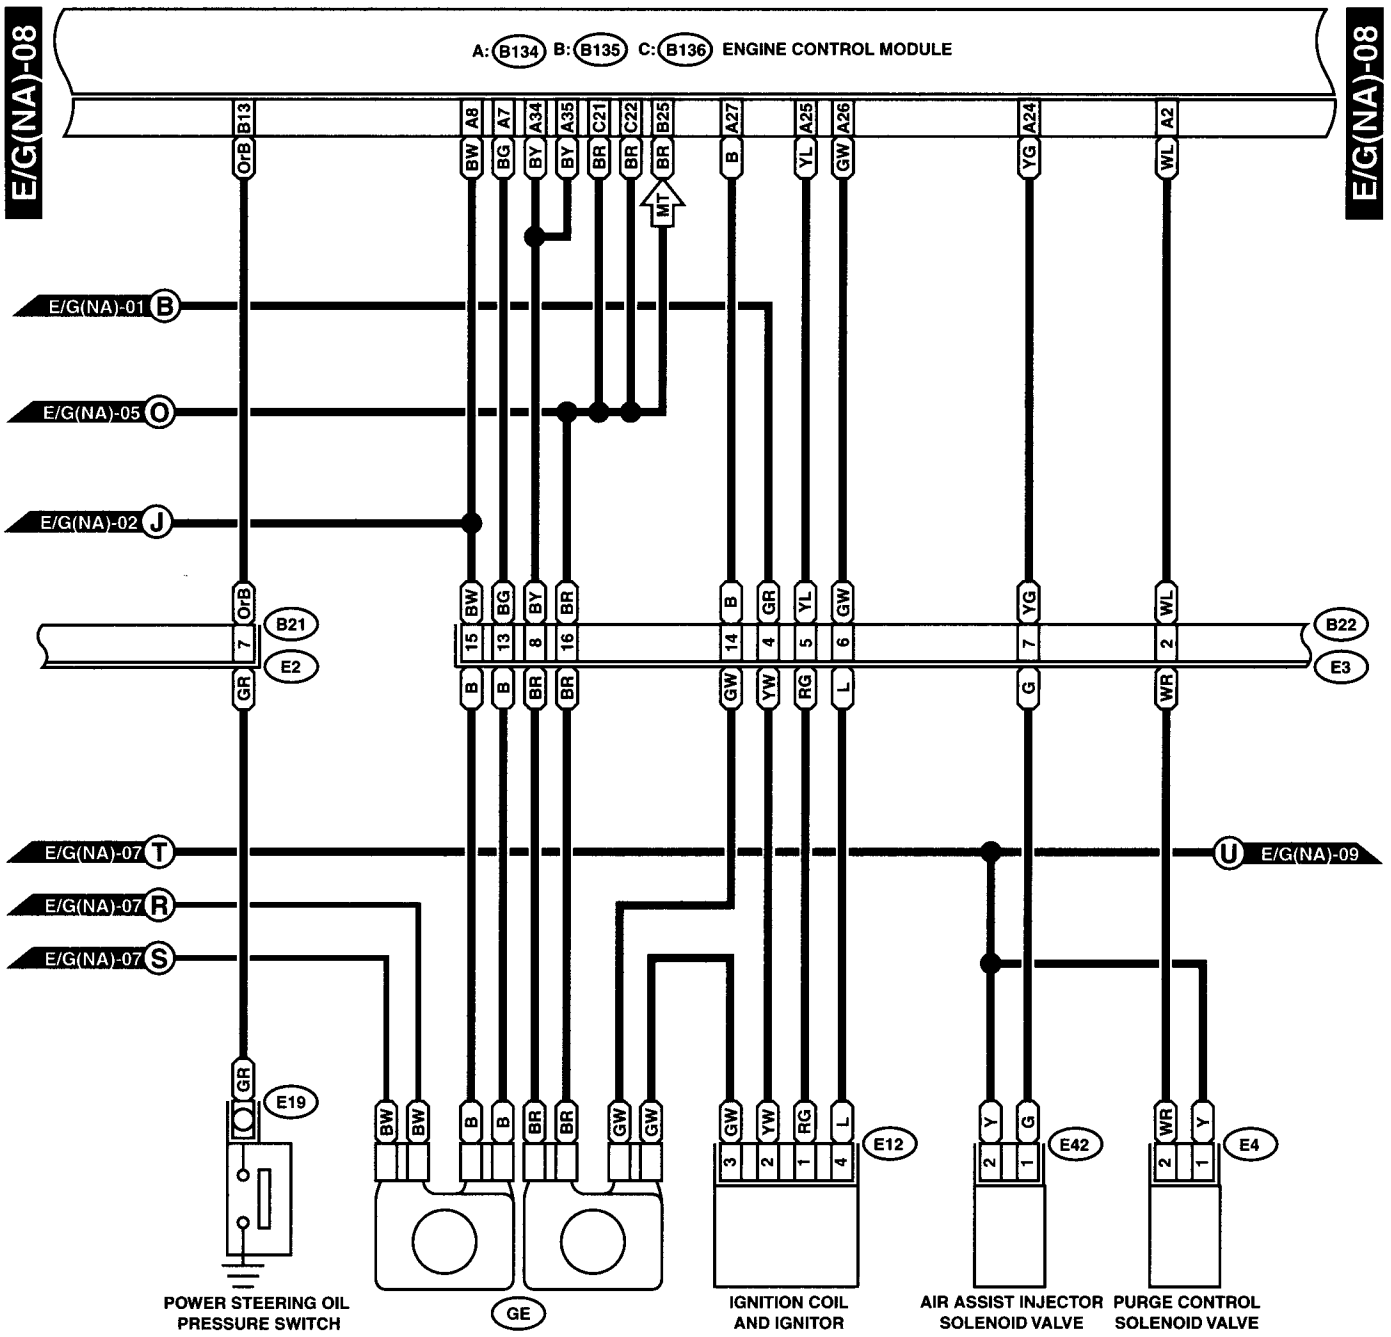 E/G(NA)-08
A: B134 B: B135 C: B136 ENGINE CONTROL MODULE
E/G(NA)-08
B13 A8 A7 A34 A35 C21 C22 B25 A27 A25 A26 A24 A2
OrB BW BG BY BY BR BR BR B YL GW YG WL
MT
E/G(NA)-01 B
E/G(NA)-05 O
E/G(NA)-02 J
OrB BW BG BY BR B GR YL GW YG WL
B21 B22
7 15 13 8 16 14 4 5 6 7 2
E2 E3
GR B B BR BR GW YW RG L G WR
E/G(NA)-07 T U E/G(NA)-09
E/G(NA)-07 R
E/G(NA)-07 S
GR
E19
BW BW B B BR BR GW GW GW YW RG L Y G WR Y
3 2 1 4 E12 2 1 E42 2 1 E4
POWER STEERING OIL
PRESSURE SWITCH
GE
IGNITION COIL
AND IGNITOR
AIR ASSIST INJECTOR
SOLENOID VALVE
PURGE CONTROL
SOLENOID VALVE